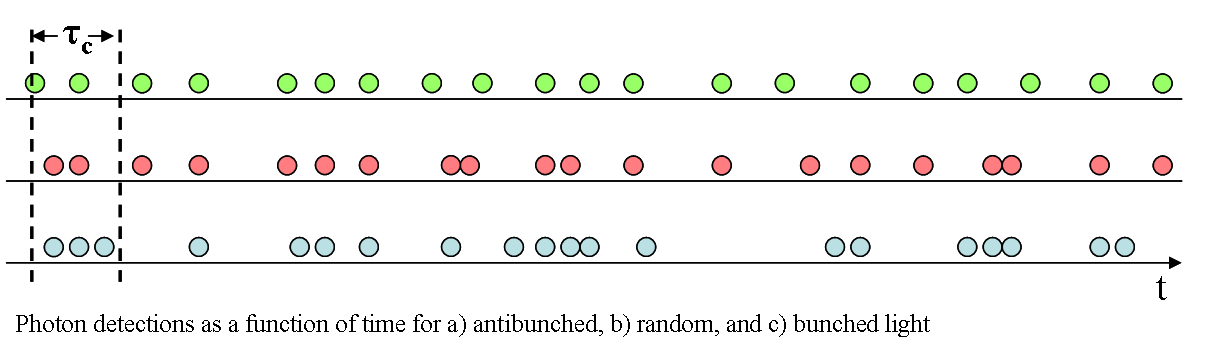 τc
t
Photon detections as a function of time for a) antibunched, b) random, and c) bunched light